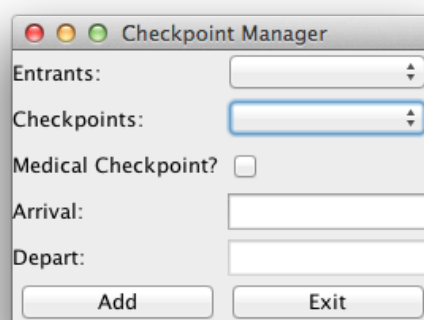 Checkpoint Manager
Entrants:
Checkpoints:
Medical Checkpoint?
Arrival:
Depart:
Add Exit